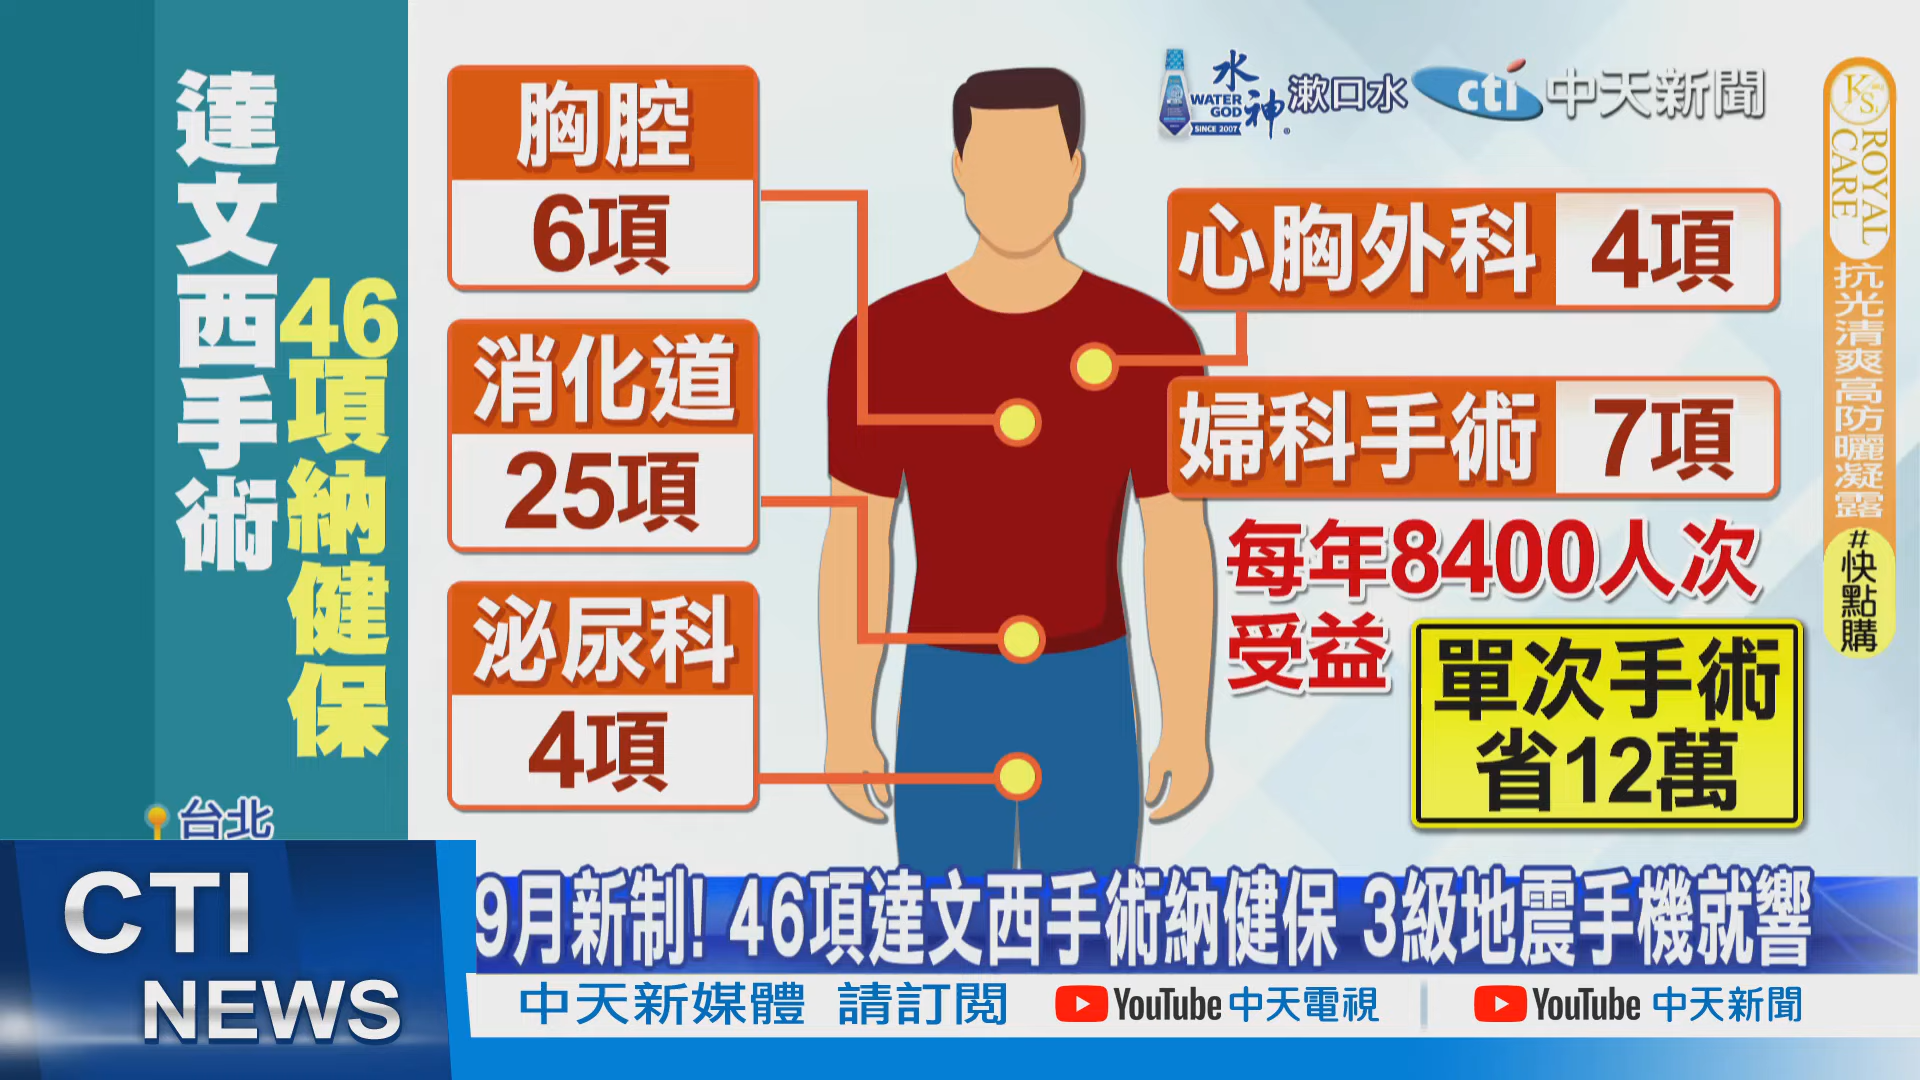 達文西手術
46項納健保
台北
胸腔
6項
消化道
25項
泌尿科
4項
水神
WATER GOD
SINCE 2007
漱口水
cti 中天新聞
心胸外科 4項
婦科手術 7項
每年8400人次
受益
單次手術
省12萬
KS
ROYAL CARE
抗光清爽高防曬凝露
#快點購
CTI NEWS
9月新制! 46項達文西手術納健保 3級地震手機就響
中天新媒體 請訂閱 YouTube 中天電視 YouTube 中天新聞